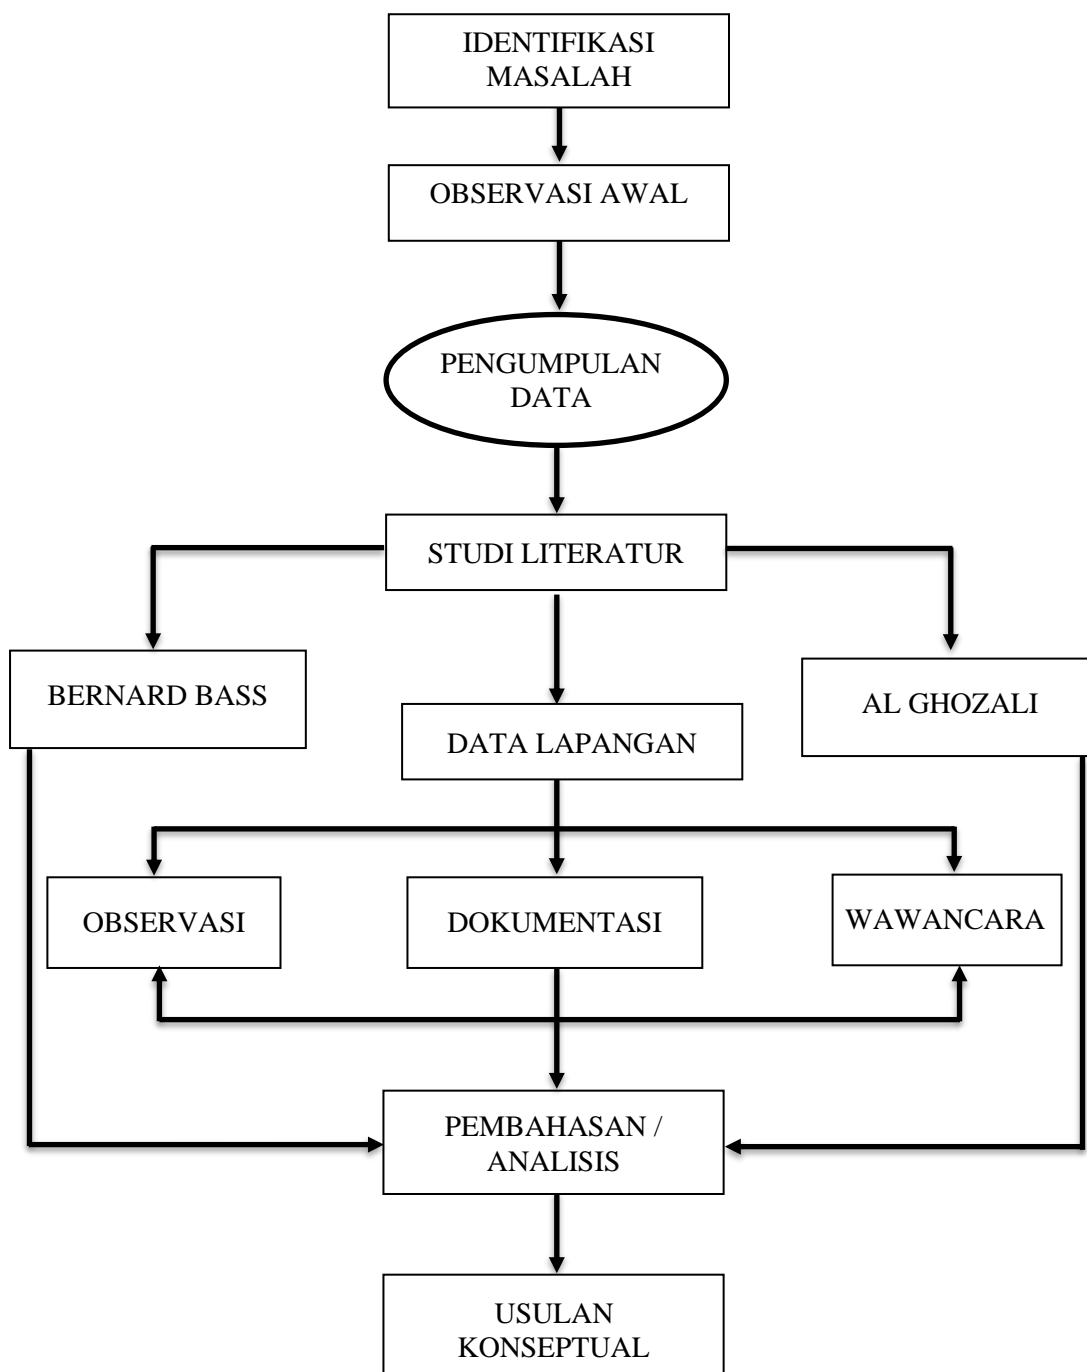 IDENTIFIKASI
MASALAH
OBSERVASI AWAL
PENGUMPULAN
DATA
STUDI LITERATUR
BERNARD BASS
AL GHOZALI
DATA LAPANGAN
OBSERVASI
DOKUMENTASI
WAWANCARA
PEMBAHASAN /
ANALISIS
USULAN
KONSEPTUAL